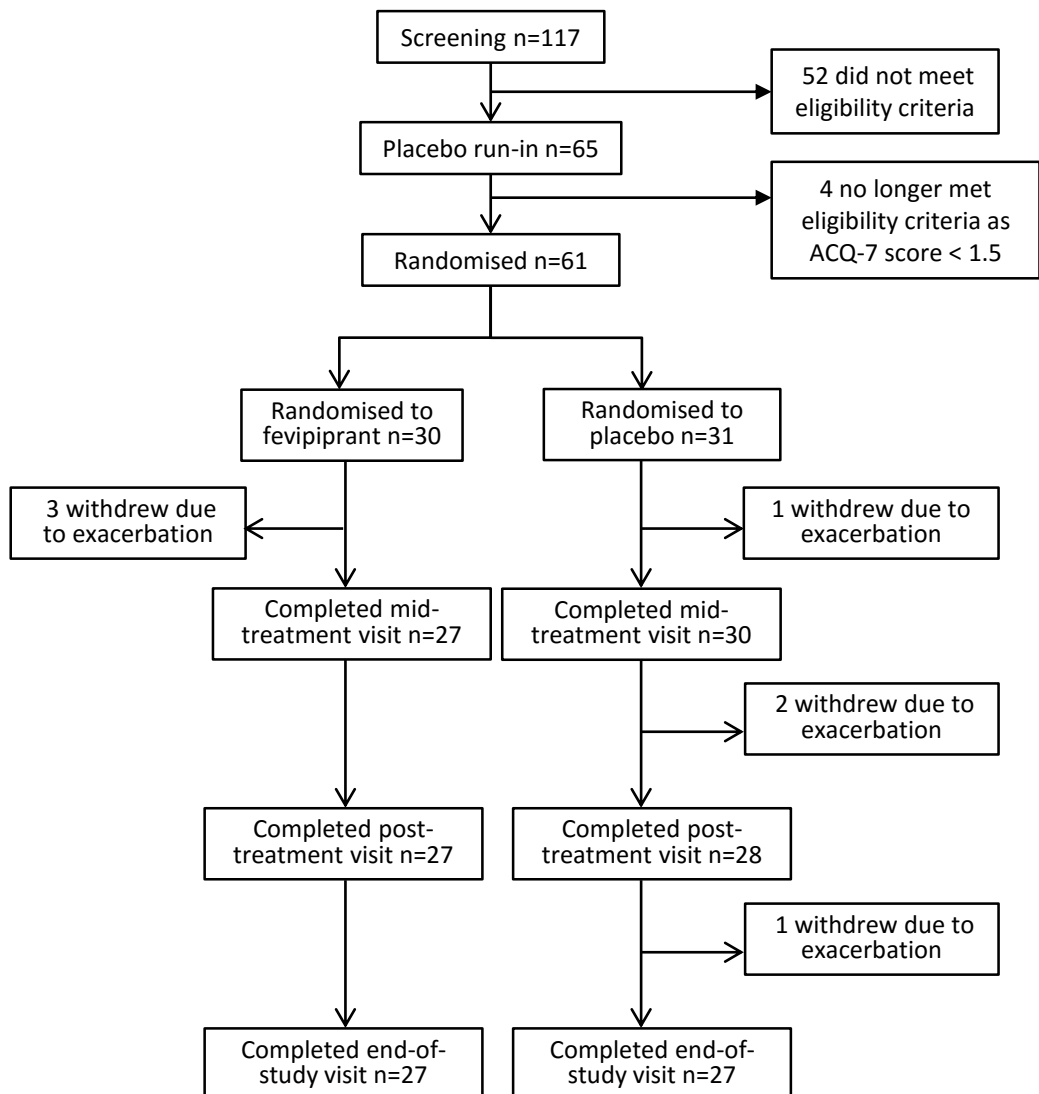 Screening n=117
52 did not meet
eligibility criteria
Placebo run-in n=65
4 no longer met
eligibility criteria as
ACQ-7 score < 1.5
Randomised n=61
Randomised to
fevipiprant n=30
Randomised to
placebo n=31
3 withdrew due
to exacerbation
1 withdrew due to
exacerbation
Completed mid-
treatment visit n=27
Completed mid-
treatment visit n=30
2 withdrew due to
exacerbation
Completed post-
treatment visit n=27
Completed post-
treatment visit n=28
1 withdrew due to
exacerbation
Completed end-of-
study visit n=27
Completed end-of-
study visit n=27